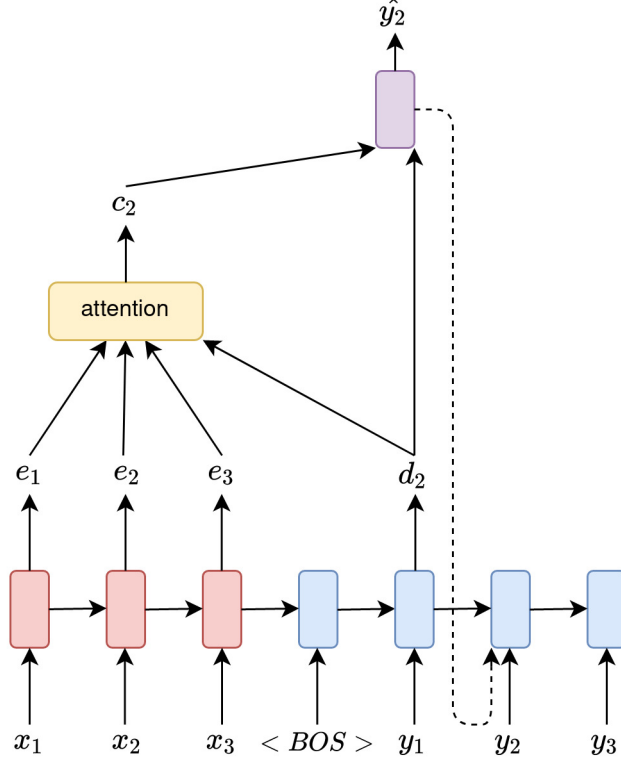 ŷ₂
c₂
attention
e₁ e₂ e₃ d₂
x₁ x₂ x₃ < BOS > y₁ y₂ y₃